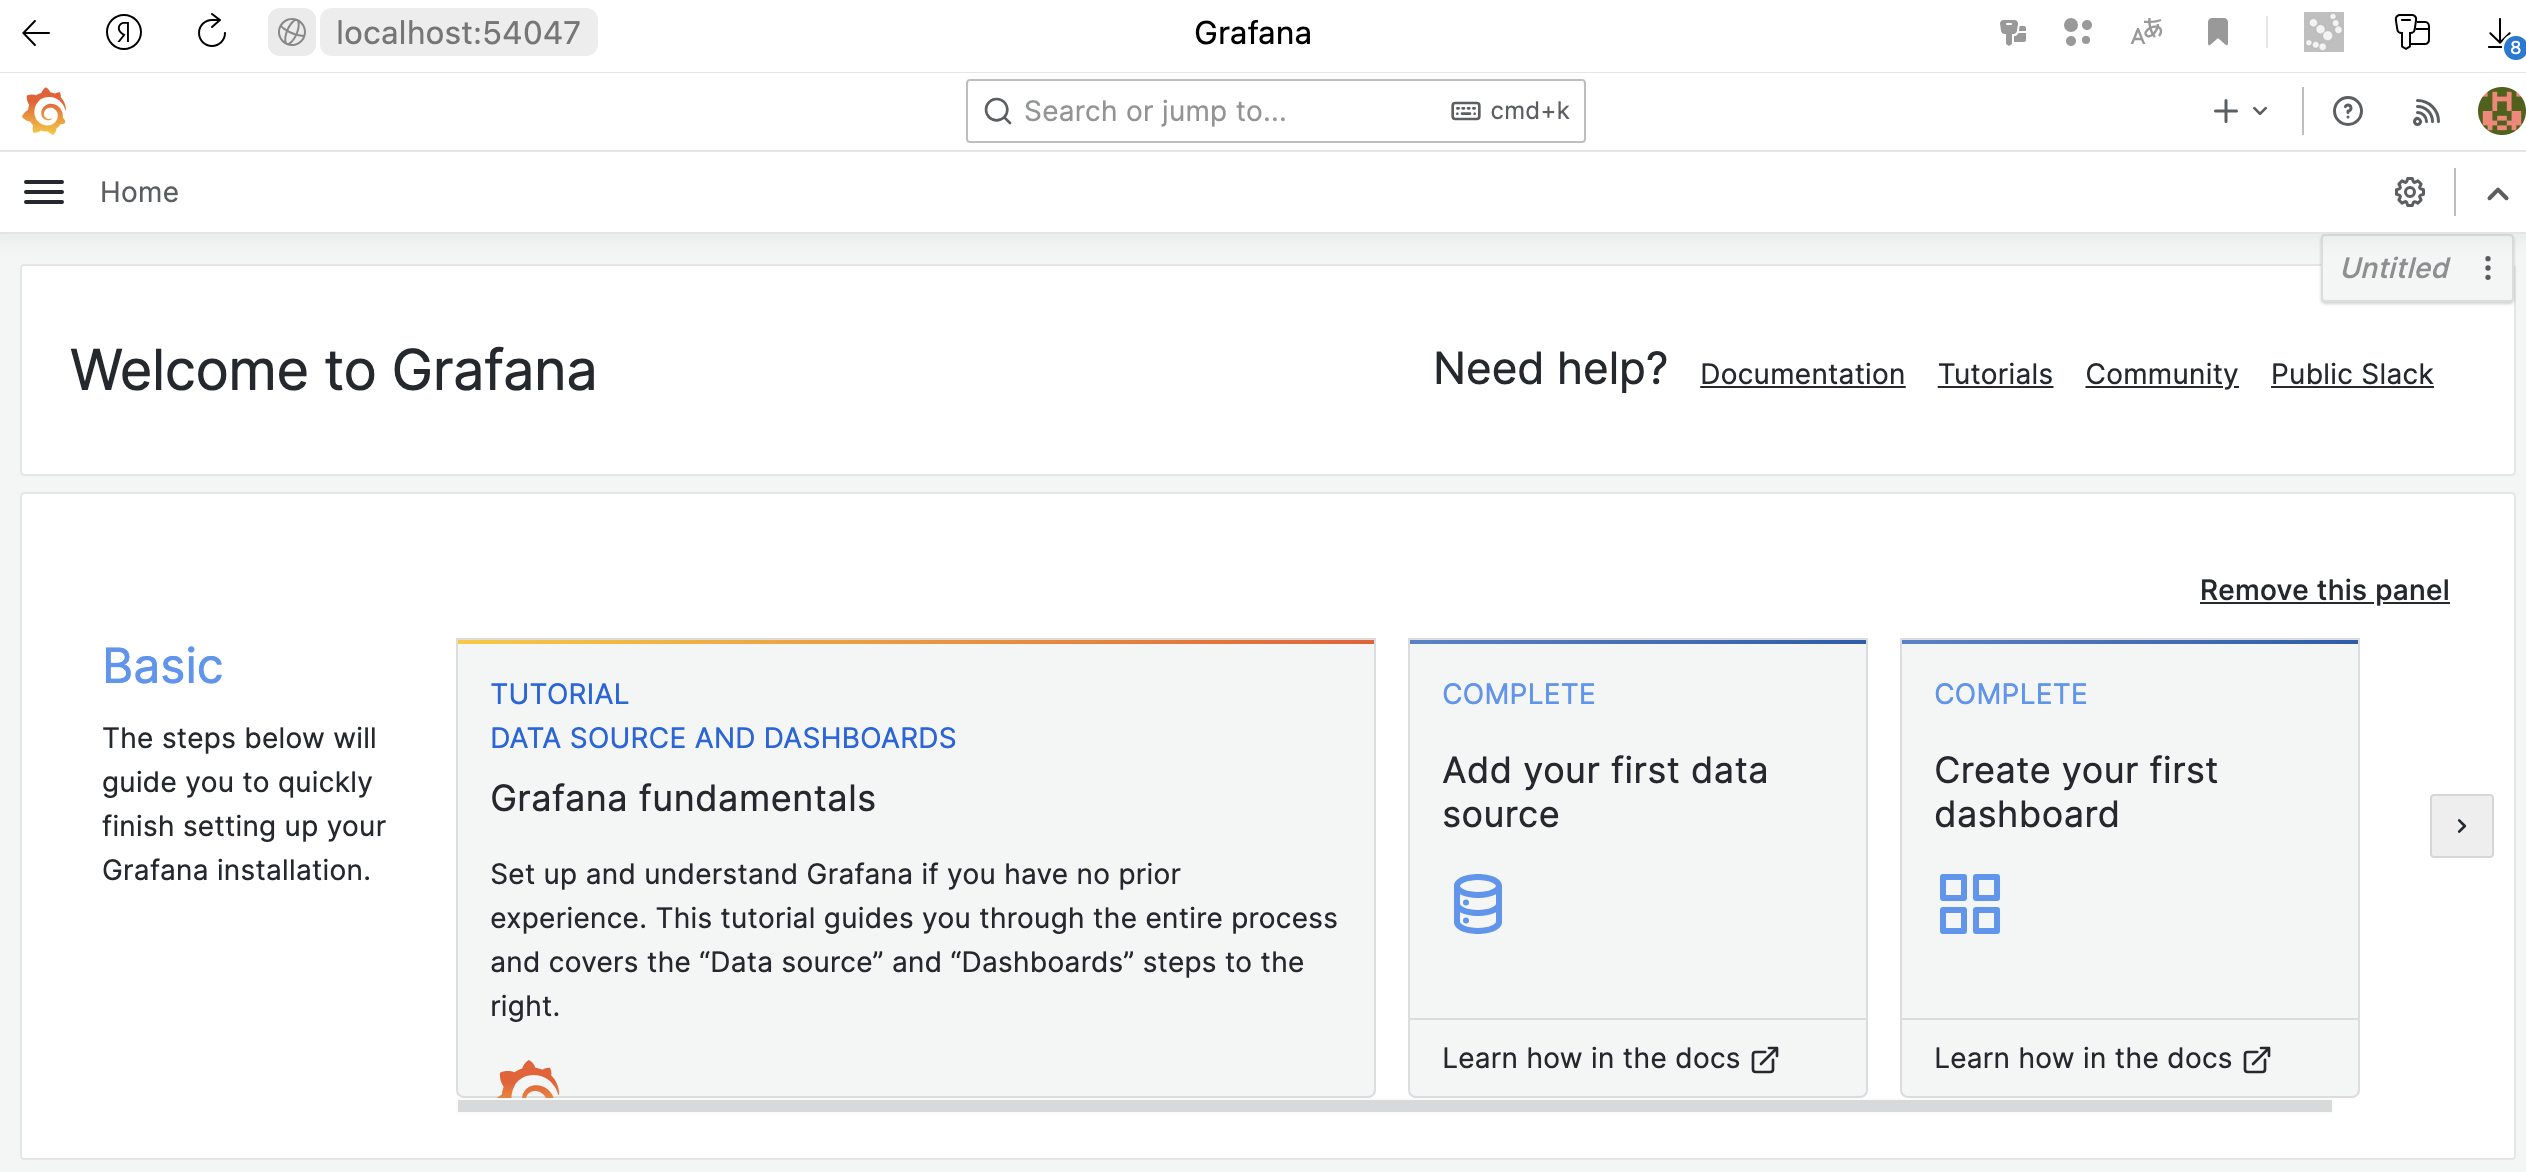 Я localhost:54047 Grafana
8
Search or jump to... cmd+k
Home
Untitled
Welcome to Grafana
Need help? Documentation Tutorials Community Public Slack
Remove this panel
Basic
The steps below will
guide you to quickly
finish setting up your
Grafana installation.
TUTORIAL
DATA SOURCE AND DASHBOARDS
Grafana fundamentals
Set up and understand Grafana if you have no prior
experience. This tutorial guides you through the entire process
and covers the “Data source” and “Dashboards” steps to the
right.
COMPLETE
Add your first data
source
Learn how in the docs
COMPLETE
Create your first
dashboard
Learn how in the docs